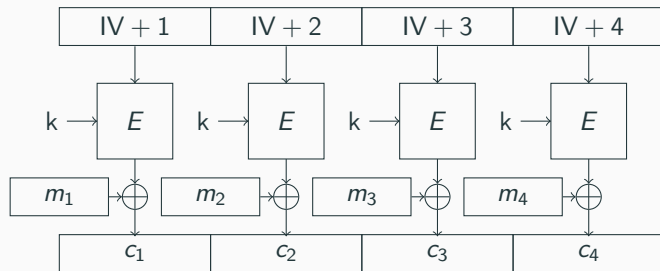 IV + 1 IV + 2 IV + 3 IV + 4
k E k E k E k E
m₁ m₂ m₃ m₄
c₁ c₂ c₃ c₄